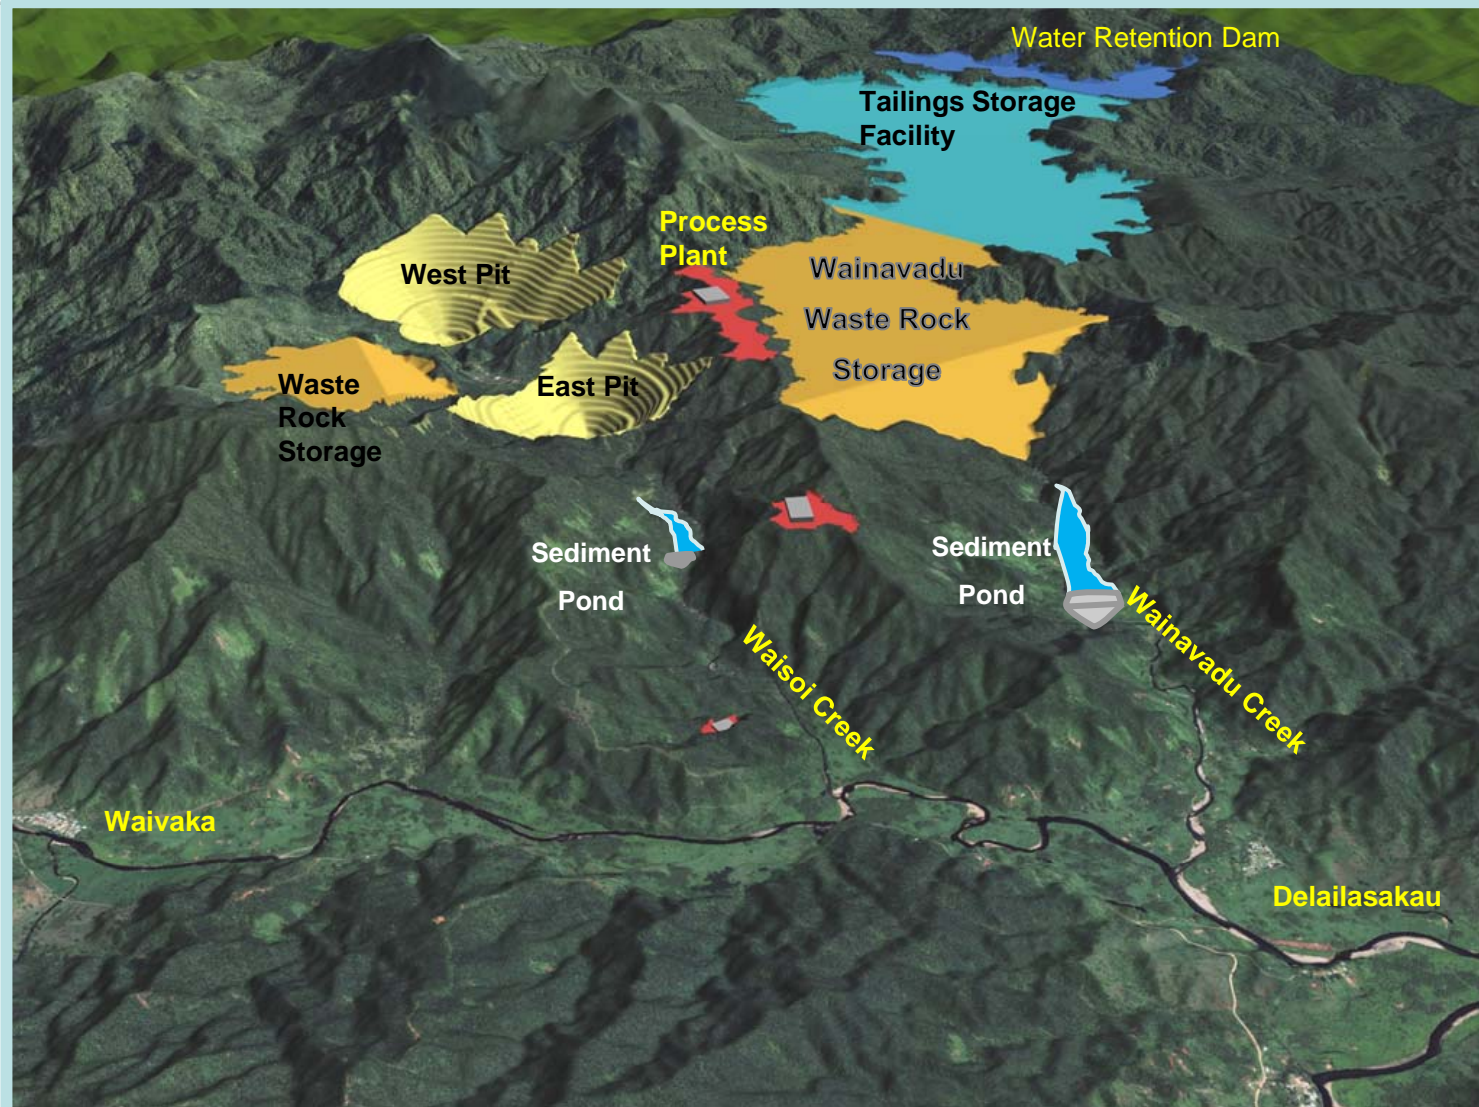 Water Retention Dam
Tailings Storage
Facility
Process
Plant
West Pit
Wainavadu
Waste Rock
Storage
East Pit
Waste
Rock
Storage
Sediment
Pond
Sediment
Pond
Waisoi Creek
Wainavadu Creek
Waivaka
Delailasakau